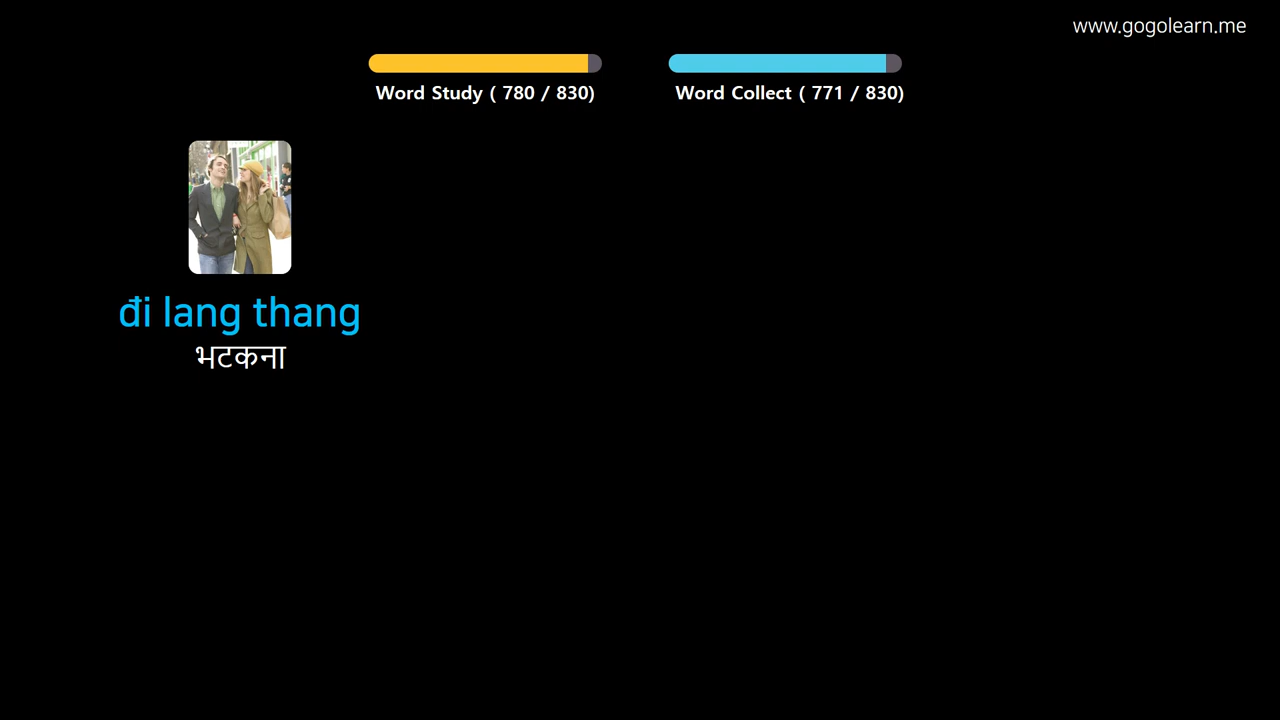 www.gogolearn.me
Word Study ( 780 / 830)
Word Collect ( 771 / 830)
đi lang thang
भटकना